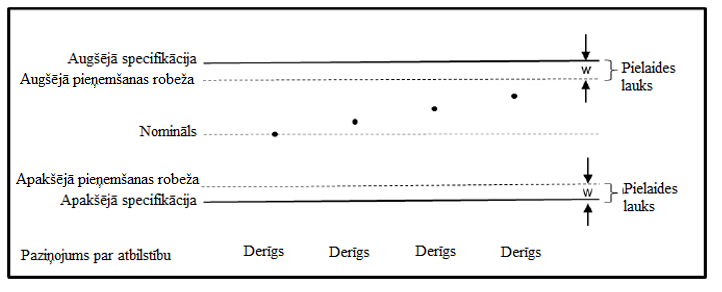 Augšējā specifikācija
Augšējā pieņemšanas robeža
w
Pielaides
lauks
Nomināls
Apakšējā pieņemšanas robeža
Apakšējā specifikācija
w
Pielaides
lauks
Paziņojums par atbilstību
Derīgs
Derīgs
Derīgs
Derīgs